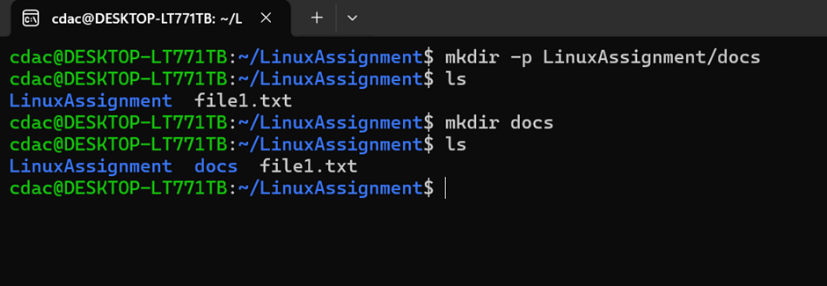 cdac@DESKTOP-LT771TB: ~/L
cdac@DESKTOP-LT771TB:~/LinuxAssignment$ mkdir -p LinuxAssignment/docs
cdac@DESKTOP-LT771TB:~/LinuxAssignment$ ls
LinuxAssignment  file1.txt
cdac@DESKTOP-LT771TB:~/LinuxAssignment$ mkdir docs
cdac@DESKTOP-LT771TB:~/LinuxAssignment$ ls
LinuxAssignment  docs  file1.txt
cdac@DESKTOP-LT771TB:~/LinuxAssignment$